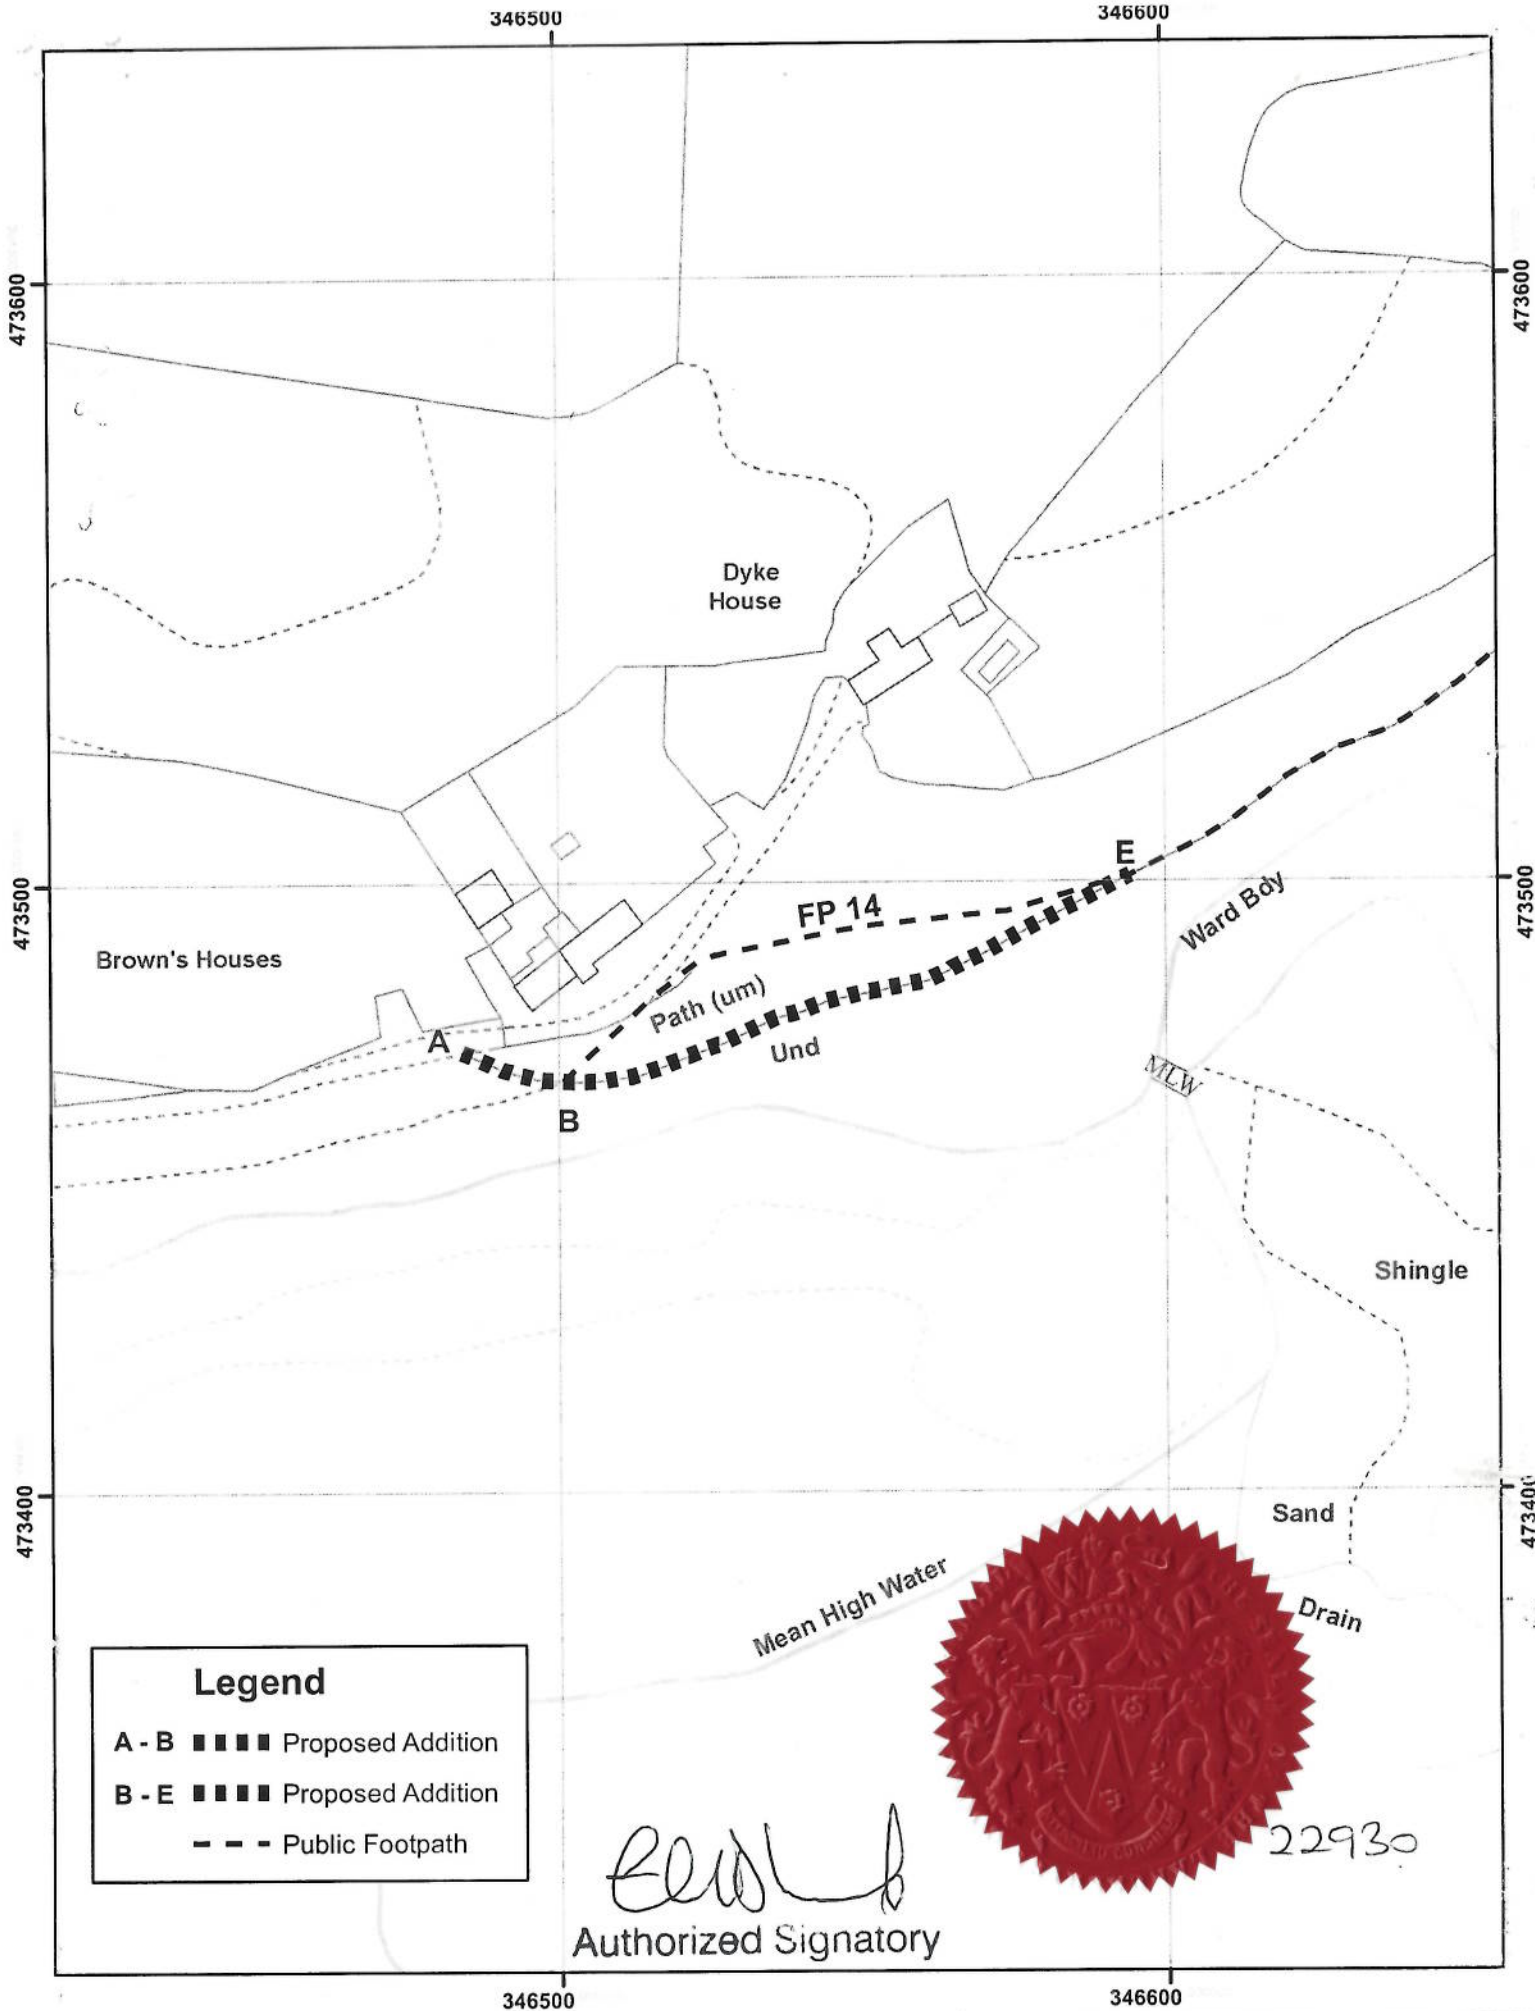 346500
346600
473600
473600
Dyke
House
473500
473500
E
FP 14
Ward Bdy
Brown's Houses
Path (um)
A
Und
MLW
B
Shingle
473400
473400
Sand
Mean High Water
Drain
Legend
A - B Proposed Addition
B - E Proposed Addition
Public Footpath
22930
Authorized Signatory
346500
346600